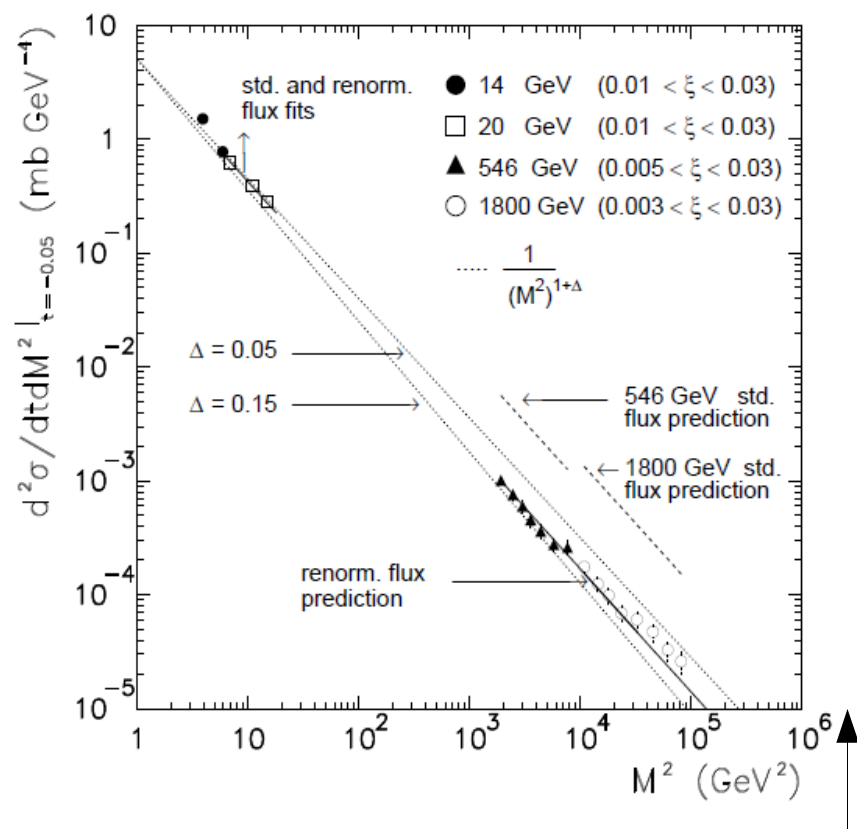 10
1
10⁻¹
10⁻²
10⁻³
10⁻⁴
10⁻⁵
d²σ/dtdM²|t=−0.05 (mb GeV⁻⁴)
std. and renorm.
flux fits
14 GeV (0.01 < ξ < 0.03)
20 GeV (0.01 < ξ < 0.03)
546 GeV (0.005 < ξ < 0.03)
1800 GeV (0.003 < ξ < 0.03)
1
(M²)¹⁺Δ
Δ = 0.05
Δ = 0.15
546 GeV std.
flux prediction
1800 GeV std.
flux prediction
renorm. flux
prediction
1 10 10² 10³ 10⁴ 10⁵ 10⁶
M² (GeV²)